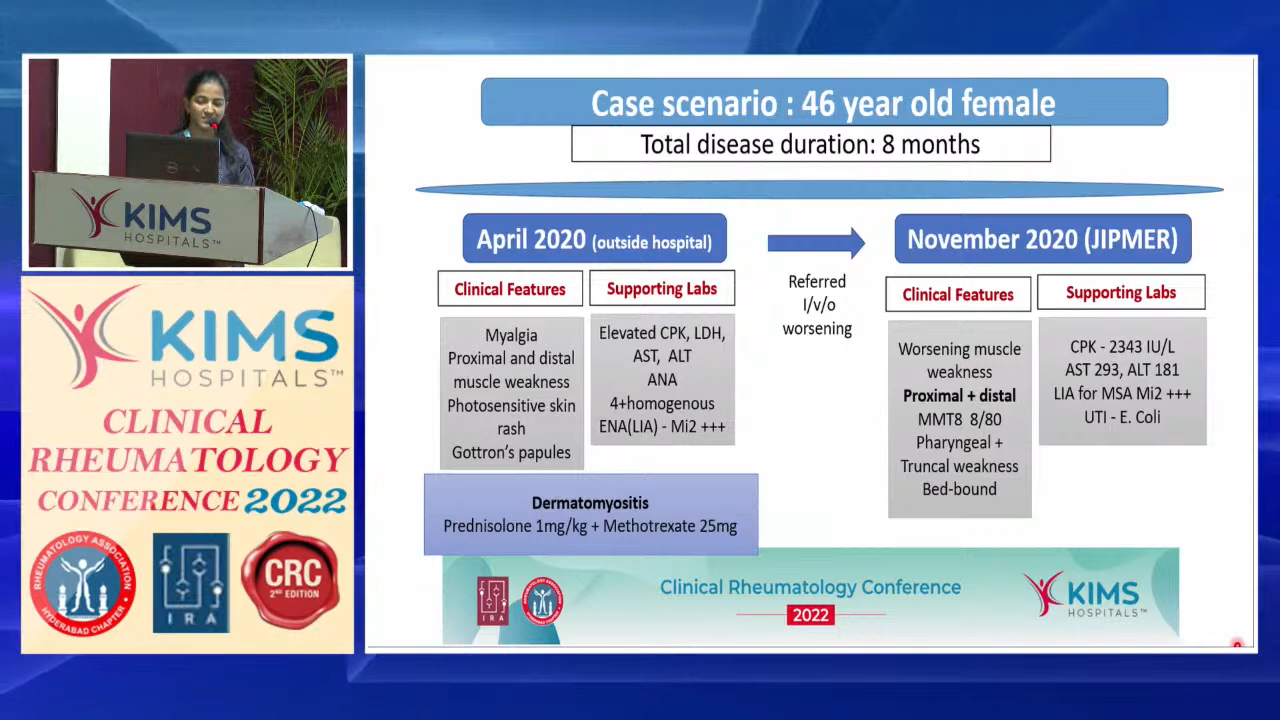 KIMS
HOSPITALS™
KIMS
HOSPITALS™
CLINICAL
RHEUMATOLOGY
CONFERENCE 2022
RHEUMATOLOGY ASSOCIATION
HYDERABAD CHAPTER
IRA
CRC
2ND EDITION
Case scenario : 46 year old female
Total disease duration: 8 months
April 2020 (outside hospital)
Clinical Features
Myalgia
Proximal and distal
muscle weakness
Photosensitive skin
rash
Gottron's papules
Supporting Labs
Elevated CPK, LDH,
AST, ALT
ANA
4+homogenous
ENA(LIA) - Mi2 +++
Dermatomyositis
Prednisolone 1mg/kg + Methotrexate 25mg
Referred
I/v/o
worsening
November 2020 (JIPMER)
Clinical Features
Worsening muscle
weakness
Proximal + distal
MMT8 8/80
Pharyngeal +
Truncal weakness
Bed-bound
Supporting Labs
CPK - 2343 IU/L
AST 293, ALT 181
LIA for MSA Mi2 +++
UTI - E. Coli
IRA
Clinical Rheumatology Conference
2022
KIMS
HOSPITALS™